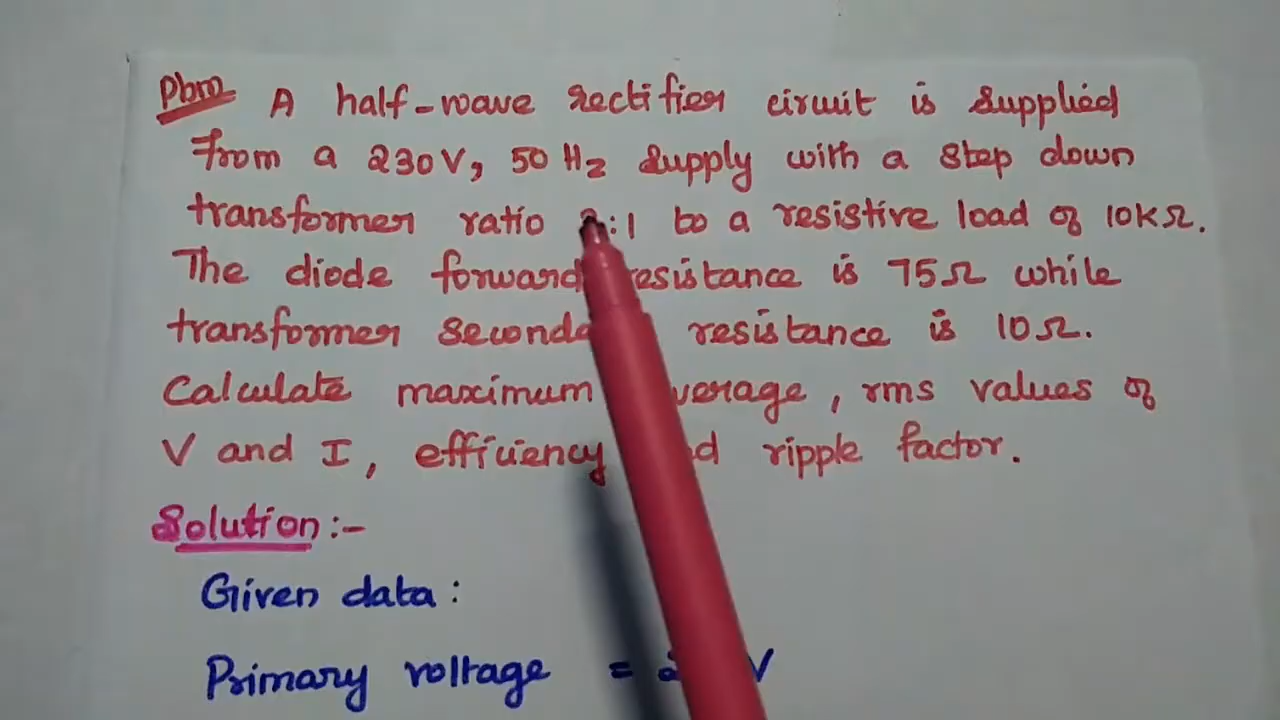 Pbm A half-wave rectifier circuit is supplied
From a 230V, 50 Hz supply with a step down
transformer ratio :1 to a resistive load of 10KΩ.
The diode forward resistance is 75Ω while
transformer resistance is 10Ω.
Calculate maximum , rms values of
V and I, efficiency ripple factor.
Solution:-
Given data:
Primary voltage = V